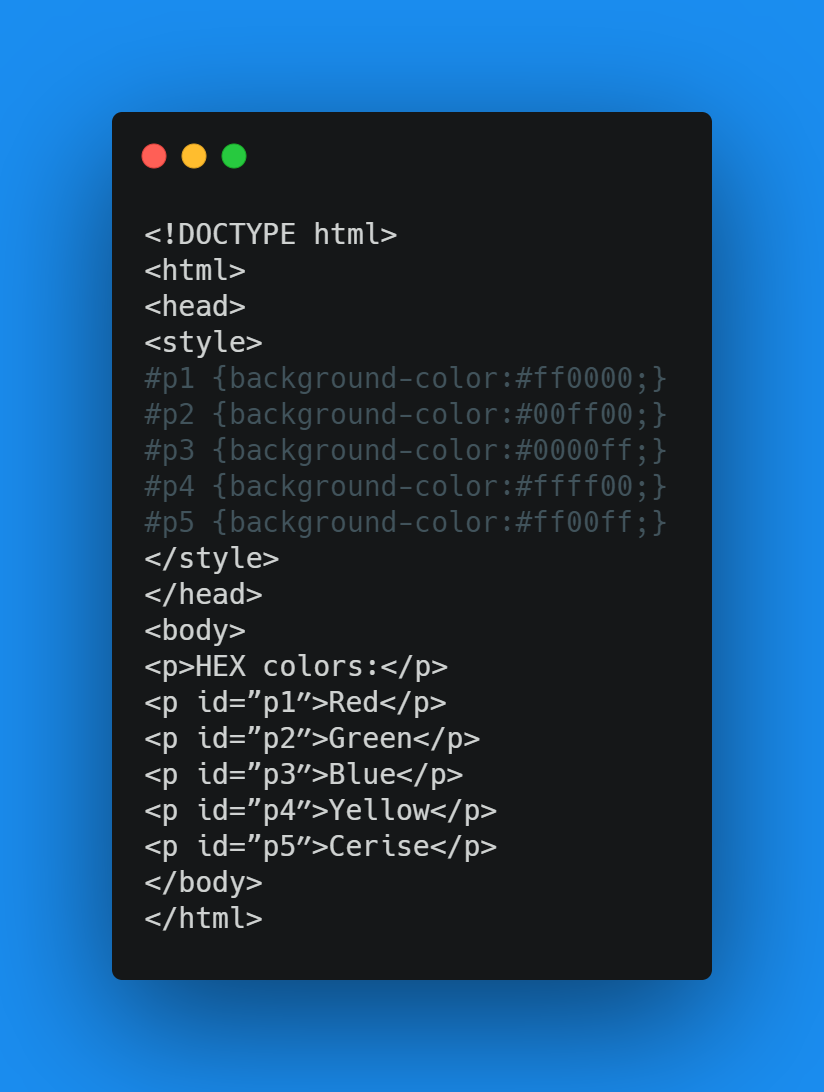 <!DOCTYPE html>
<html>
<head>
<style>
#p1 {background-color:#ff0000;}
#p2 {background-color:#00ff00;}
#p3 {background-color:#0000ff;}
#p4 {background-color:#ffff00;}
#p5 {background-color:#ff00ff;}
</style>
</head>
<body>
<p>HEX colors:</p>
<p id=”p1″>Red</p>
<p id=”p2″>Green</p>
<p id=”p3″>Blue</p>
<p id=”p4″>Yellow</p>
<p id=”p5″>Cerise</p>
</body>
</html>